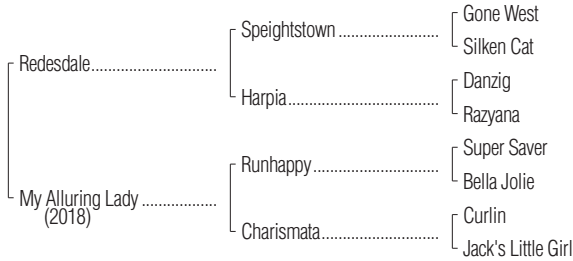 Gone West
Speightstown
Silken Cat
Redesdale
Danzig
Harpia
Razyana
Super Saver
Runhappy
Bella Jolie
My Alluring Lady
(2018)
Curlin
Charismata
Jack's Little Girl